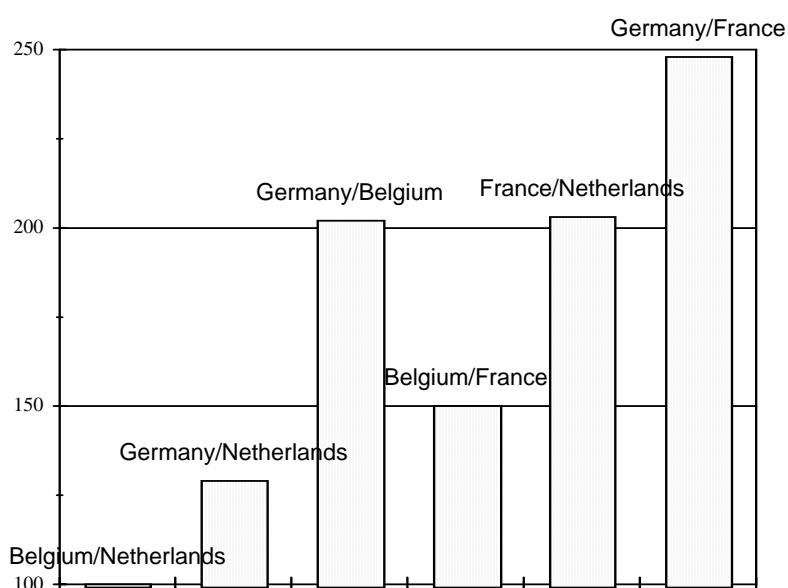 Germany/France
250
Germany/Belgium
France/Netherlands
200
Belgium/France
150
Germany/Netherlands
Belgium/Netherlands
100